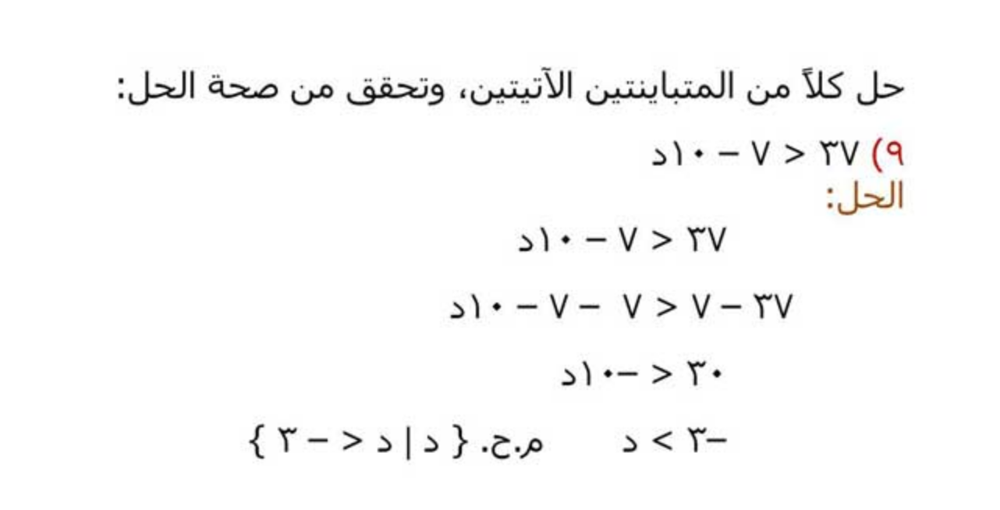 حل كلاً من المتباينتين الآتيتين، وتحقق من صحة الحل:
٩) ٣٧ < ٧ – ١٠د
الحل:
٣٧ < ٧ – ١٠د
٣٧ – ٧ < ٧ – ٧ – ١٠د
٣٠ < –١٠د
–٣ > د م.ح. { د | د < – ٣ }